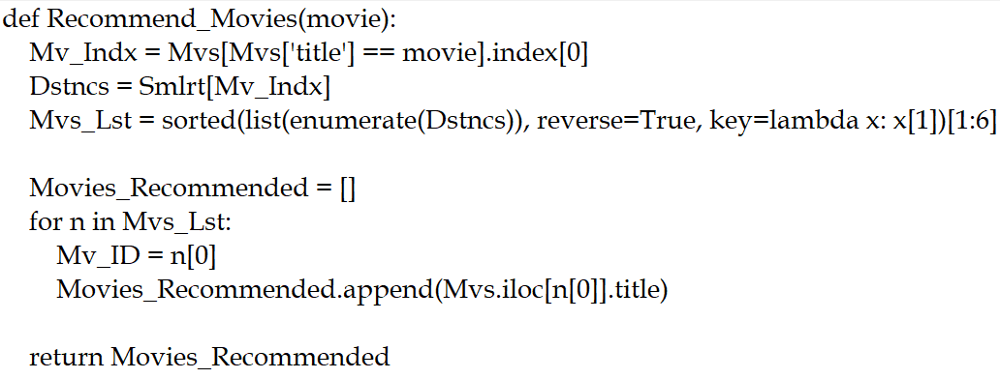 def Recommend_Movies(movie):
    Mv_Indx = Mvs[Mvs['title'] == movie].index[0]
    Dstncs = Smlrt[Mv_Indx]
    Mvs_Lst = sorted(list(enumerate(Dstncs)), reverse=True, key=lambda x: x[1])[1:6]

    Movies_Recommended = []
    for n in Mvs_Lst:
        Mv_ID = n[0]
        Movies_Recommended.append(Mvs.iloc[n[0]].title)

    return Movies_Recommended